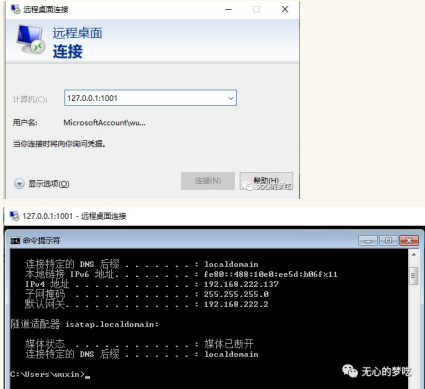 远程桌面连接
远程桌面
连接
计算机(C):
127.0.0.1:1001
用户名:
MicrosoftAccount\wu...
当你连接时将向你询问凭据。
显示选项(O)
连接(N)
帮助(H)
无心的梦呓
127.0.0.1:1001 - 远程桌面连接
命令提示符
连接特定的 DNS 后缀 . . . . . . . : localdomain
本地链接 IPv6 地址. . . . . . . . : fe80::488:10e0:ee5d:b06f%11
IPv4 地址 . . . . . . . . . . . . : 192.168.222.137
子网掩码 . . . . . . . . . . . . : 255.255.255.0
默认网关. . . . . . . . . . . . . : 192.168.222.2
隧道适配器 isatap.localdomain:
媒体状态 . . . . . . . . . . . . : 媒体已断开
连接特定的 DNS 后缀 . . . . . . . : localdomain
C:\Users\wuxin>_
无心的梦呓